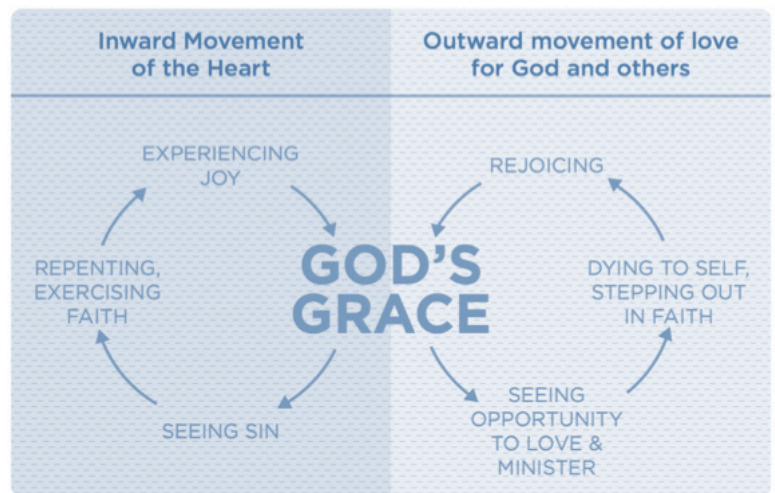 Inward Movement
of the Heart
Outward movement of love
for God and others
EXPERIENCING
JOY
REPENTING,
EXERCISING
FAITH
SEEING SIN
GOD'S
GRACE
REJOICING
DYING TO SELF,
STEPPING OUT
IN FAITH
SEEING
OPPORTUNITY
TO LOVE &
MINISTER